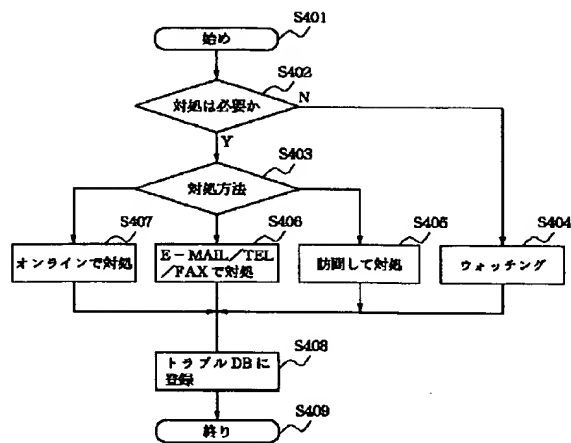 S401
始め
S402
対処は必要か
N
Y
S403
対処方法
S407
オンラインで対処
S406
E－MAIL／TEL
／FAXで対処
S405
訪問して対処
S404
ウォッチング
S408
トラブルDBに
登録
S409
終り